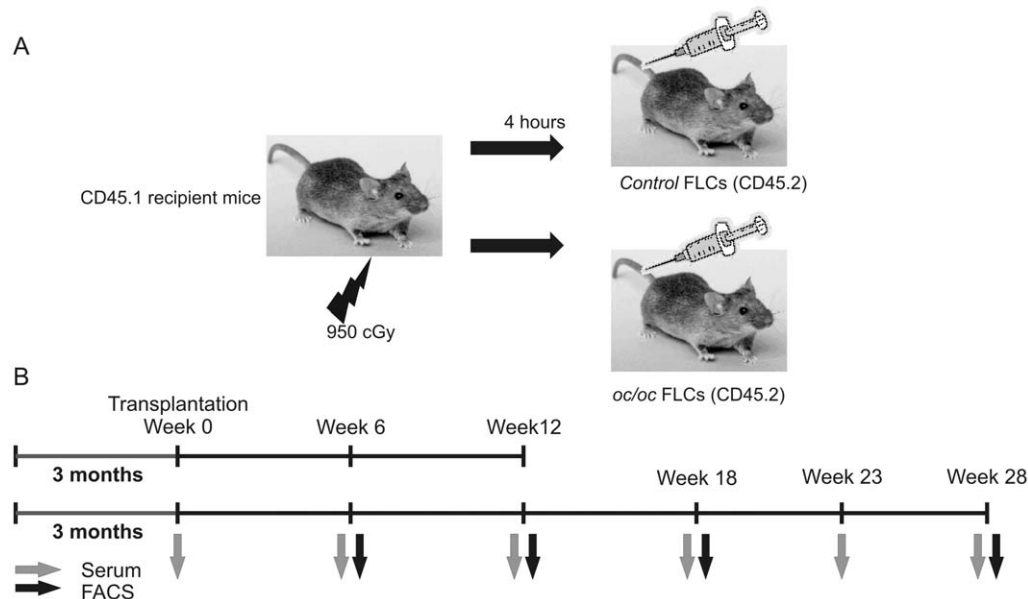 A
4 hours
CD45.1 recipient mice
Control FLCs (CD45.2)
950 cGy
oc/oc FLCs (CD45.2)
B
Transplantation
Week 0
Week 6
Week12
3 months
Week 18
Week 23
Week 28
3 months
Serum
FACS